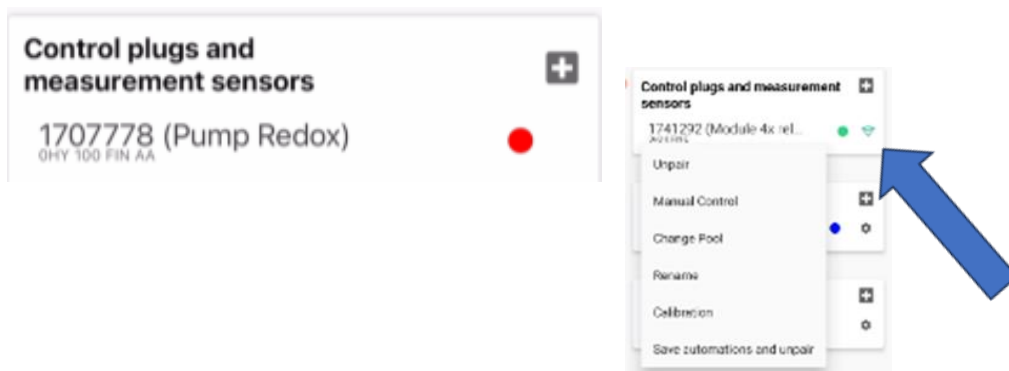 Control plugs and
measurement sensors
1707778 (Pump Redox)
0HY 100 FIN AA
Control plugs and measurement
sensors
1741292 (Module 4x rel...
Unpair
Manual Control
Change Pool
Rename
Calibration
Save automations and unpair